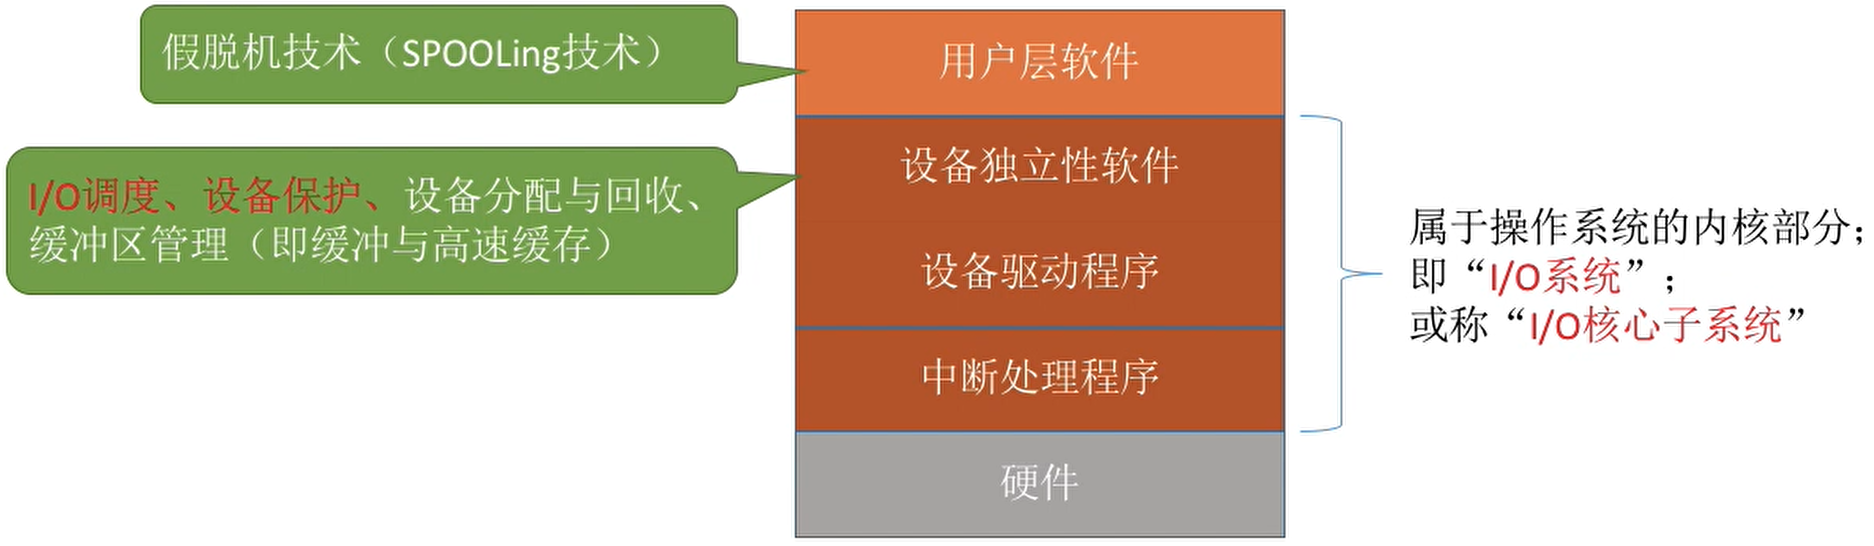 假脱机技术（SPOOLing技术）
I/O调度、设备保护、设备分配与回收、
缓冲区管理（即缓冲与高速缓存）
用户层软件
设备独立性软件
设备驱动程序
中断处理程序
硬件
属于操作系统的内核部分；
即“I/O系统”；
或称“I/O核心子系统”